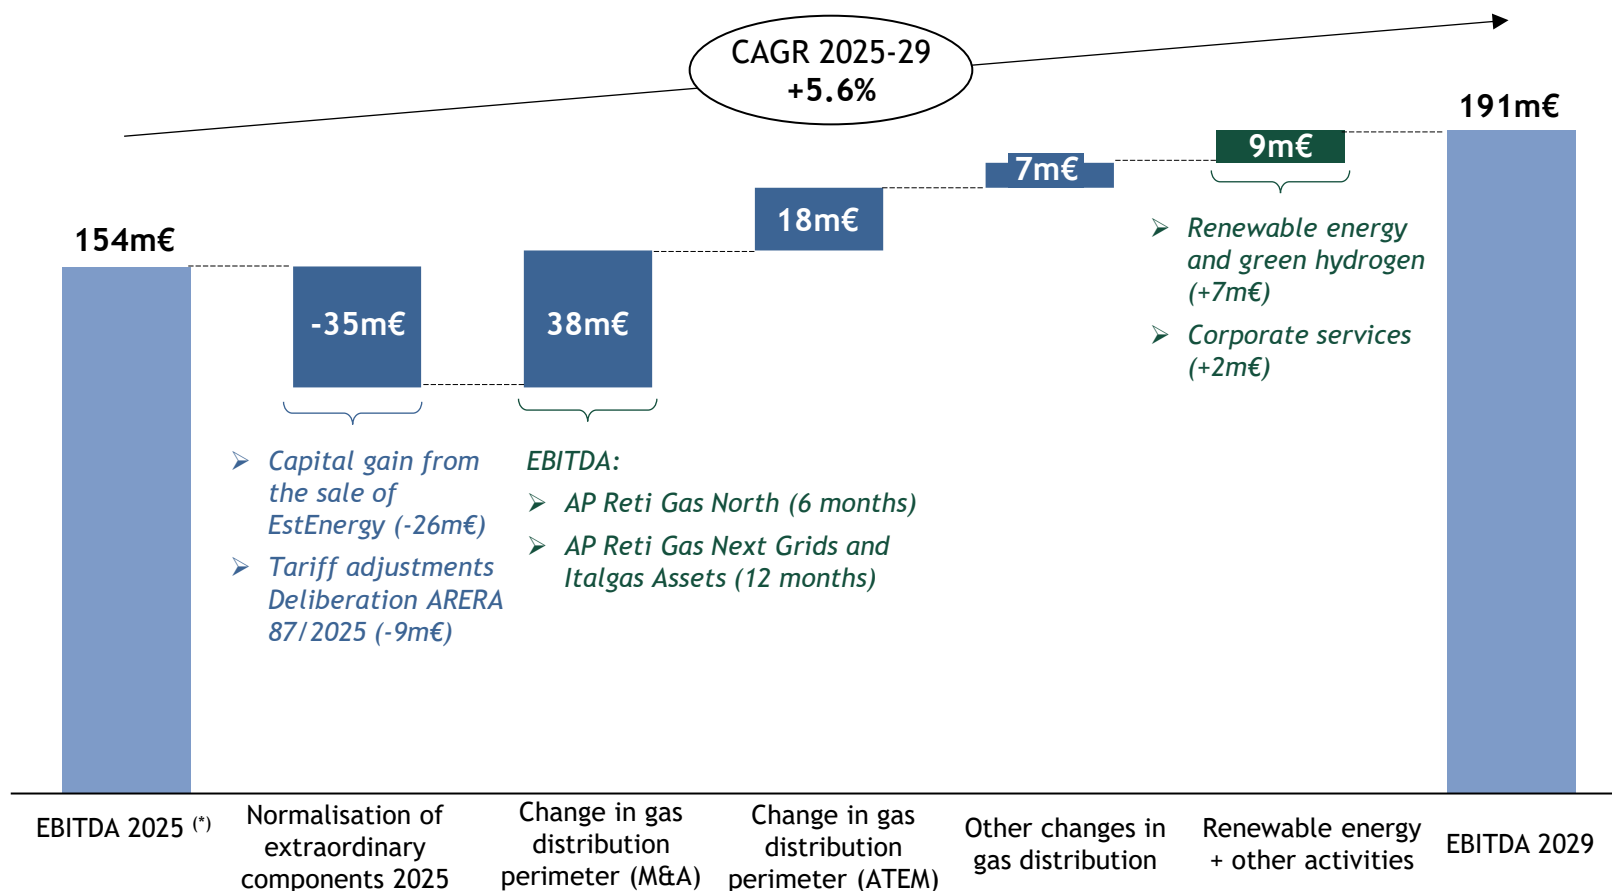 CAGR 2025-29
+5.6%
154m€
-35m€
38m€
18m€
7m€
9m€
191m€
➢ Capital gain from
the sale of
EstEnergy (-26m€)
➢ Tariff adjustments
Deliberation ARERA
87/2025 (-9m€)
EBITDA:
➢ AP Reti Gas North (6 months)
➢ AP Reti Gas Next Grids and
Italgas Assets (12 months)
➢ Renewable energy
and green hydrogen
(+7m€)
➢ Corporate services
(+2m€)
EBITDA 2025 (*)
Normalisation of
extraordinary
components 2025
Change in gas
distribution
perimeter (M&A)
Change in gas
distribution
perimeter (ATEM)
Other changes in
gas distribution
Renewable energy
+ other activities
EBITDA 2029